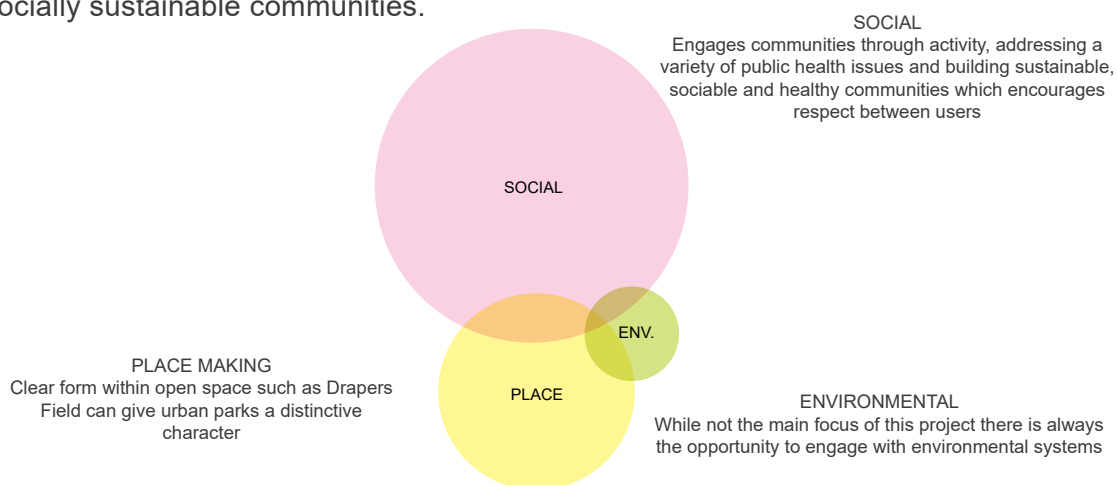 ocially sustainable communities.
SOCIAL
Engages communities through activity, addressing a
variety of public health issues and building sustainable,
sociable and healthy communities which encourages
respect between users
SOCIAL
ENV.
PLACE MAKING
Clear form within open space such as Drapers
Field can give urban parks a distinctive
character
PLACE
ENVIRONMENTAL
While not the main focus of this project there is always
the opportunity to engage with environmental systems